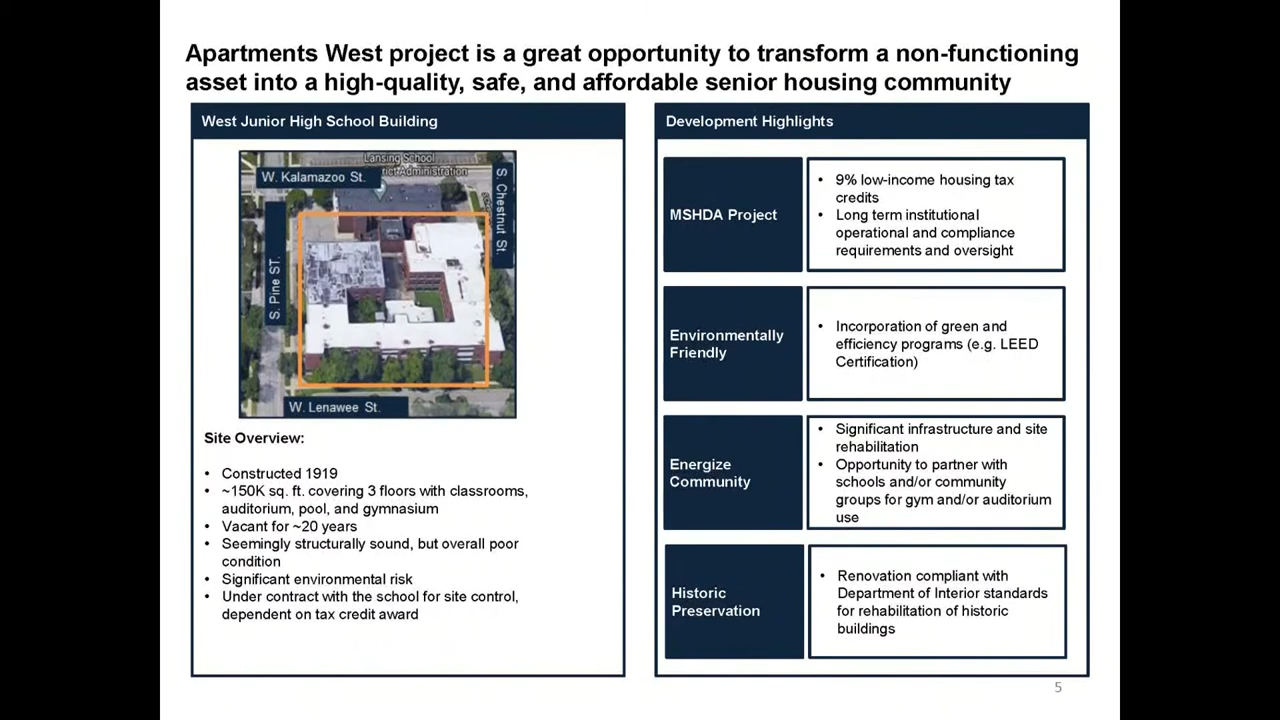 Apartments West project is a great opportunity to transform a non-functioning
asset into a high-quality, safe, and affordable senior housing community
West Junior High School Building
Lansing School
rict Administration
W. Kalamazoo St.
S. Chestnut St.
S. Pine ST.
W. Lenawee St.
Site Overview:
• Constructed 1919
• ~150K sq. ft. covering 3 floors with classrooms,
auditorium, pool, and gymnasium
• Vacant for ~20 years
• Seemingly structurally sound, but overall poor
condition
• Significant environmental risk
• Under contract with the school for site control,
dependent on tax credit award
Development Highlights
MSHDA Project
• 9% low-income housing tax
credits
• Long term institutional
operational and compliance
requirements and oversight
Environmentally
Friendly
• Incorporation of green and
efficiency programs (e.g. LEED
Certification)
Energize
Community
• Significant infrastructure and site
rehabilitation
• Opportunity to partner with
schools and/or community
groups for gym and/or auditorium
use
Historic
Preservation
• Renovation compliant with
Department of Interior standards
for rehabilitation of historic
buildings
5